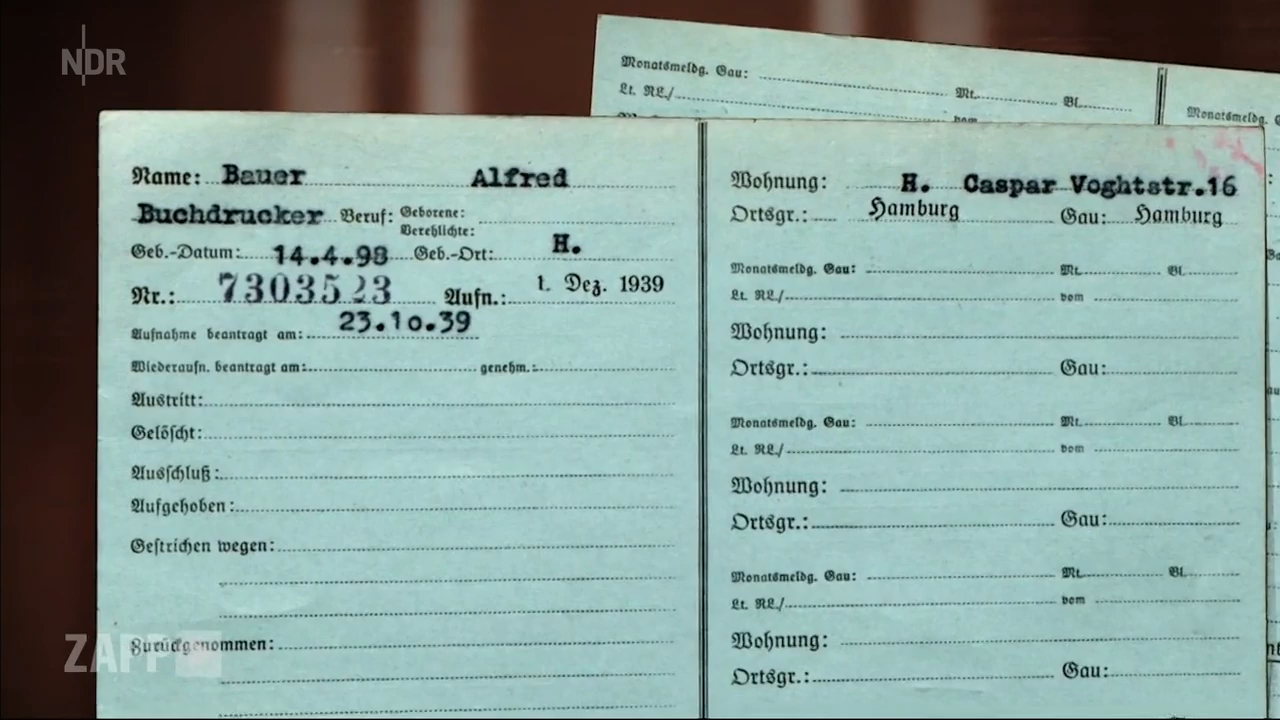 NDR
Monatsmeldg. Gau: Mt. Bl.
Lt. RL./ vom
Monatsmeldg. G
Name: Bauer Alfred
Buchdrucker Beruf: Geborene:
Verehlichte:
Geb.-Datum: 14.4.98 Geb.-Ort: H.
Nr.: 7303523 Aufn.: 1. Dez. 1939
Aufnahme beantragt am: 23.10.39
Wiederaufn. beantragt am: genehm.:
Austritt:
Gelöscht:
Ausschluß:
Aufgehoben:
Gestrichen wegen:
Zurückgenommen:
Wohnung: H. Caspar Voghtstr.16
Ortsgr.: Hamburg Gau: Hamburg
Monatsmeldg. Gau: Mt. Bl.
Lt. RL./ vom
Wohnung:
Ortsgr.: Gau:
Monatsmeldg. Gau: Mt. Bl.
Lt. RL./ vom
Wohnung:
Ortsgr.: Gau:
Monatsmeldg. Gau: Mt. Bl.
Lt. RL./ vom
Wohnung:
Ortsgr.: Gau:
ZAPP